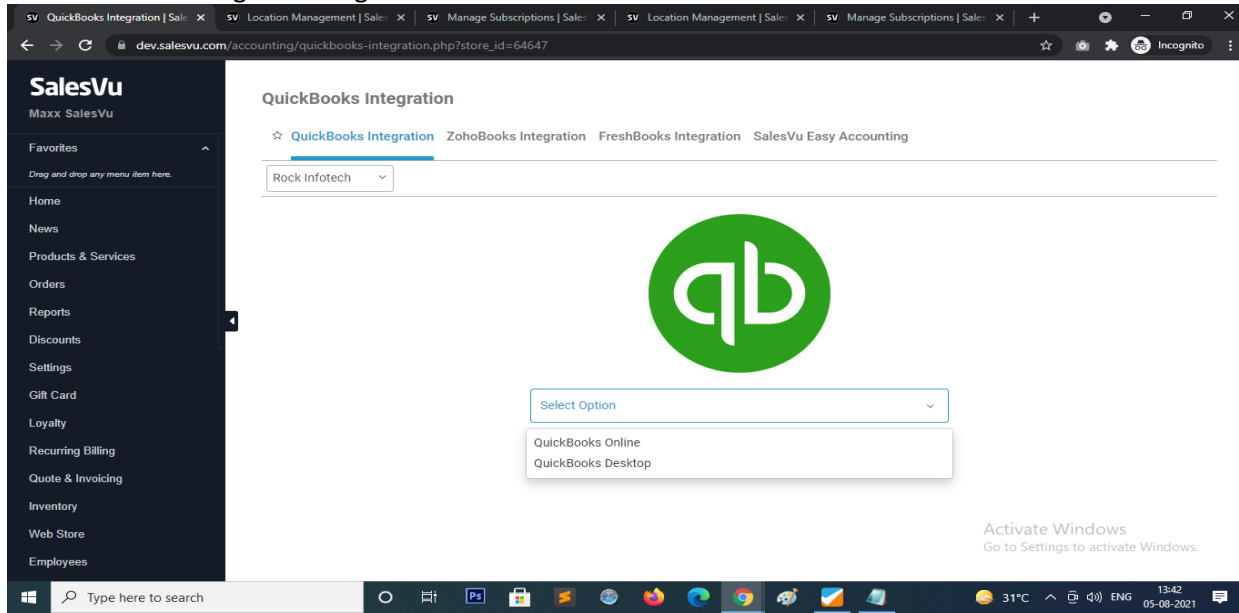 QuickBooks Integration | Sale
Location Management | Sales
Manage Subscriptions | Sales
Location Management | Sales
Manage Subscriptions | Sales
dev.salesvu.com/accounting/quickbooks-integration.php?store_id=64647
Incognito
SalesVu
Maxx SalesVu
Favorites
Drag and drop any menu item here.
Home
News
Products & Services
Orders
Reports
Discounts
Settings
Gift Card
Loyalty
Recurring Billing
Quote & Invoicing
Inventory
Web Store
Employees
QuickBooks Integration
QuickBooks Integration ZohoBooks Integration FreshBooks Integration SalesVu Easy Accounting
Rock Infotech
qb
Select Option
QuickBooks Online
QuickBooks Desktop
Activate Windows
Go to Settings to activate Windows.
Type here to search
Ps
31°C
ENG
13:42
05-08-2021